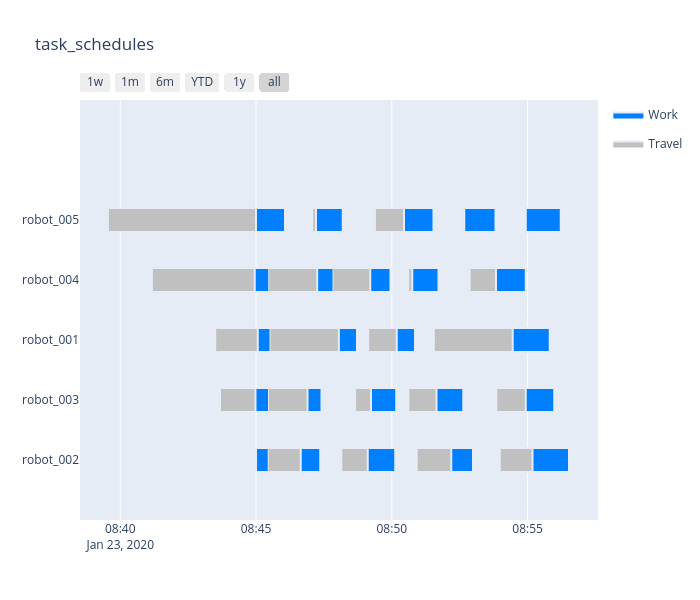 task_schedules
1w 1m 6m YTD 1y all
Work
Travel
robot_005
robot_004
robot_001
robot_003
robot_002
08:40 08:45 08:50 08:55
Jan 23, 2020